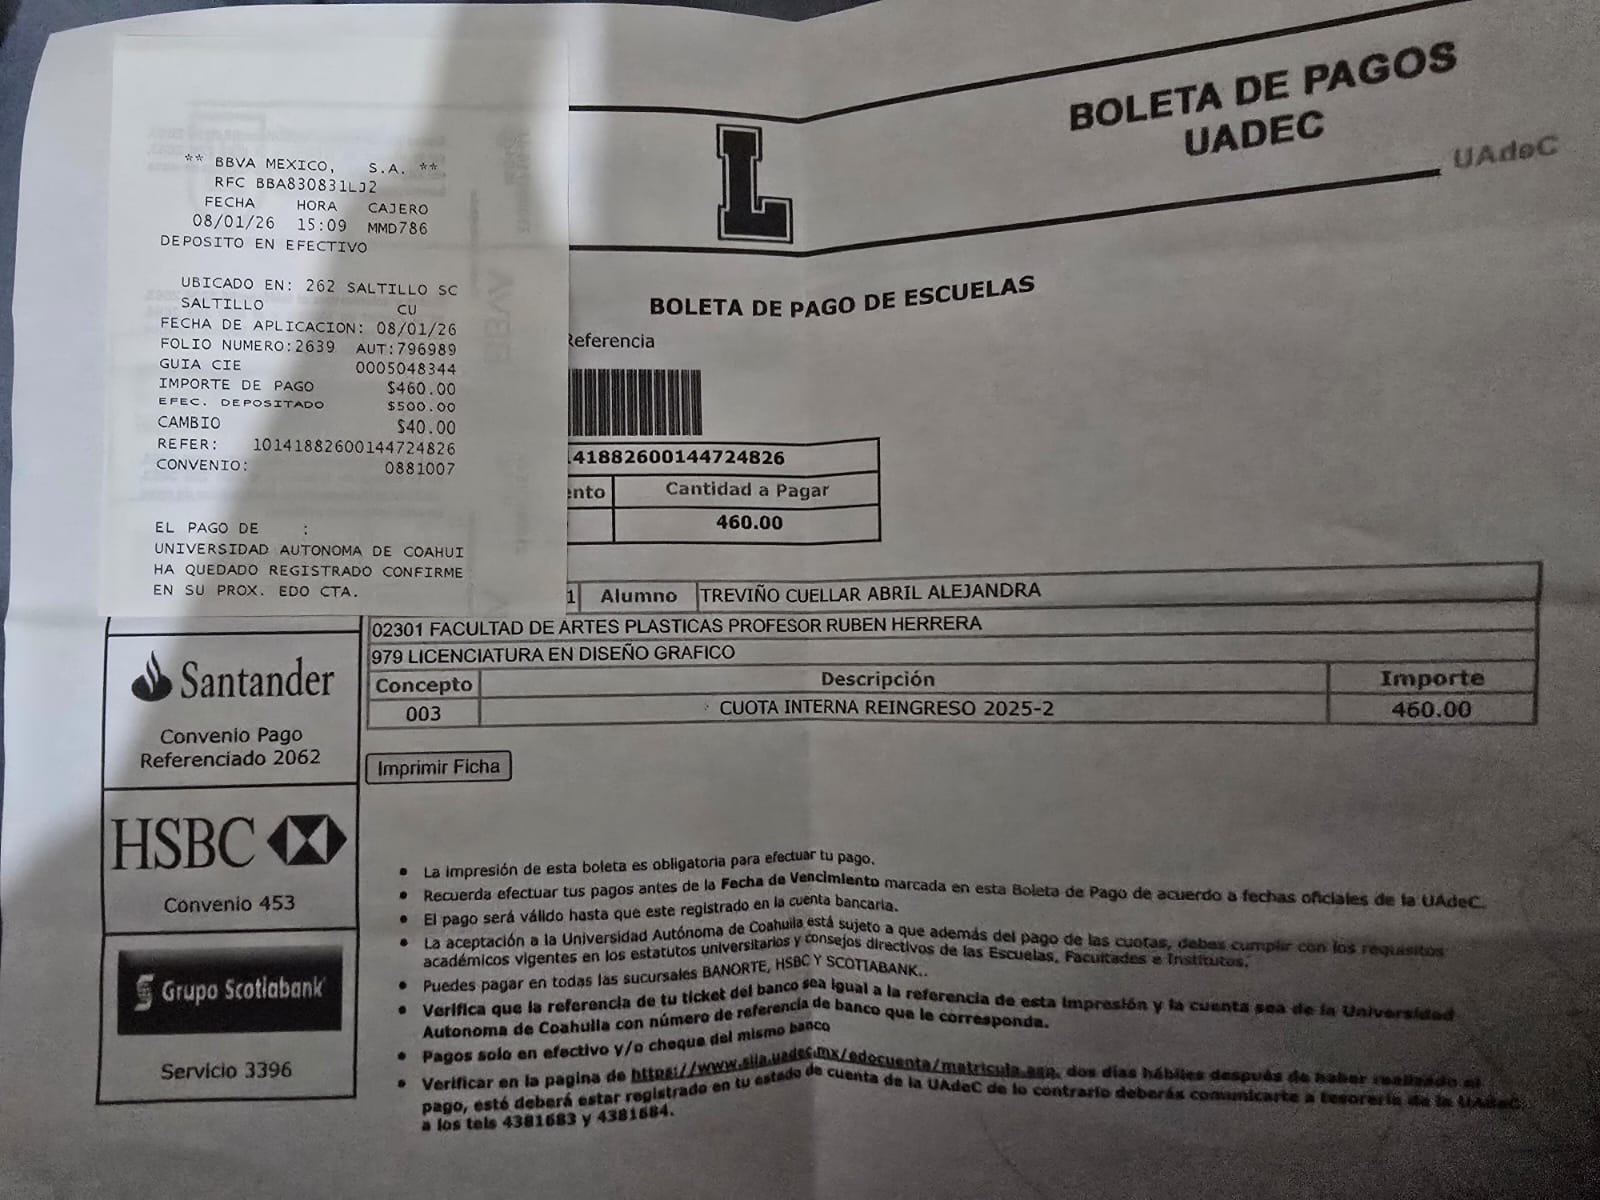 ** BBVA MEXICO, S.A. **
RFC BBA830831LJ2
FECHA HORA CAJERO
08/01/26 15:09 MMD786
DEPOSITO EN EFECTIVO
UBICADO EN: 262 SALTILLO SC
SALTILLO CU
FECHA DE APLICACION: 08/01/26
FOLIO NUMERO:2639 AUT:796989
GUIA CIE 0005048344
IMPORTE DE PAGO $460.00
EFEC. DEPOSITADO $500.00
CAMBIO $40.00
REFER: 10141882600144724826
CONVENIO: 0881007
EL PAGO DE :
UNIVERSIDAD AUTONOMA DE COAHUI
HA QUEDADO REGISTRADO CONFIRME
EN SU PROX. EDO CTA.
L
BOLETA DE PAGOS
UADEC
UAdeC
BOLETA DE PAGO DE ESCUELAS
Referencia
41882600144724826
ento Cantidad a Pagar
460.00
1 Alumno TREVIÑO CUELLAR ABRIL ALEJANDRA
02301 FACULTAD DE ARTES PLASTICAS PROFESOR RUBEN HERRERA
979 LICENCIATURA EN DISEÑO GRAFICO
Concepto Descripción Importe
003 CUOTA INTERNA REINGRESO 2025-2 460.00
Imprimir Ficha
Santander
Convenio Pago
Referenciado 2062
HSBC
Convenio 453
Grupo Scotiabank
Servicio 3396
• La impresión de esta boleta es obligatoria para efectuar tu pago.
• Recuerda efectuar tus pagos antes de la Fecha de Vencimiento marcada en esta Boleta de Pago de acuerdo a fechas oficiales de la UAdeC.
• El pago será válido hasta que este registrado en la cuenta bancaria.
• La aceptación a la Universidad Autónoma de Coahuila está sujeto a que además del pago de las cuotas, debes cumplir con los requisitos
académicos vigentes en los estatutos universitarios y consejos directivos de las Escuelas, Facultades e Institutos.
• Puedes pagar en todas las sucursales BANORTE, HSBC Y SCOTIABANK..
• Verifica que la referencia de tu ticket del banco sea igual a la referencia de esta impresión y la cuenta sea de la Universidad
Autonoma de Coahuila con número de referencia de banco que le corresponda.
• Pagos solo en efectivo y/o cheque del mismo banco
• Verificar en la pagina de https://www.siia.uadec.mx/edocuenta/matricula.asp, dos días hábiles después de haber realizado el
pago, esté deberá estar registrado en tu estado de cuenta de la UAdeC de lo contrario deberás comunicarte a tesorería de la UAdeC
a los tels 4381683 y 4381684.